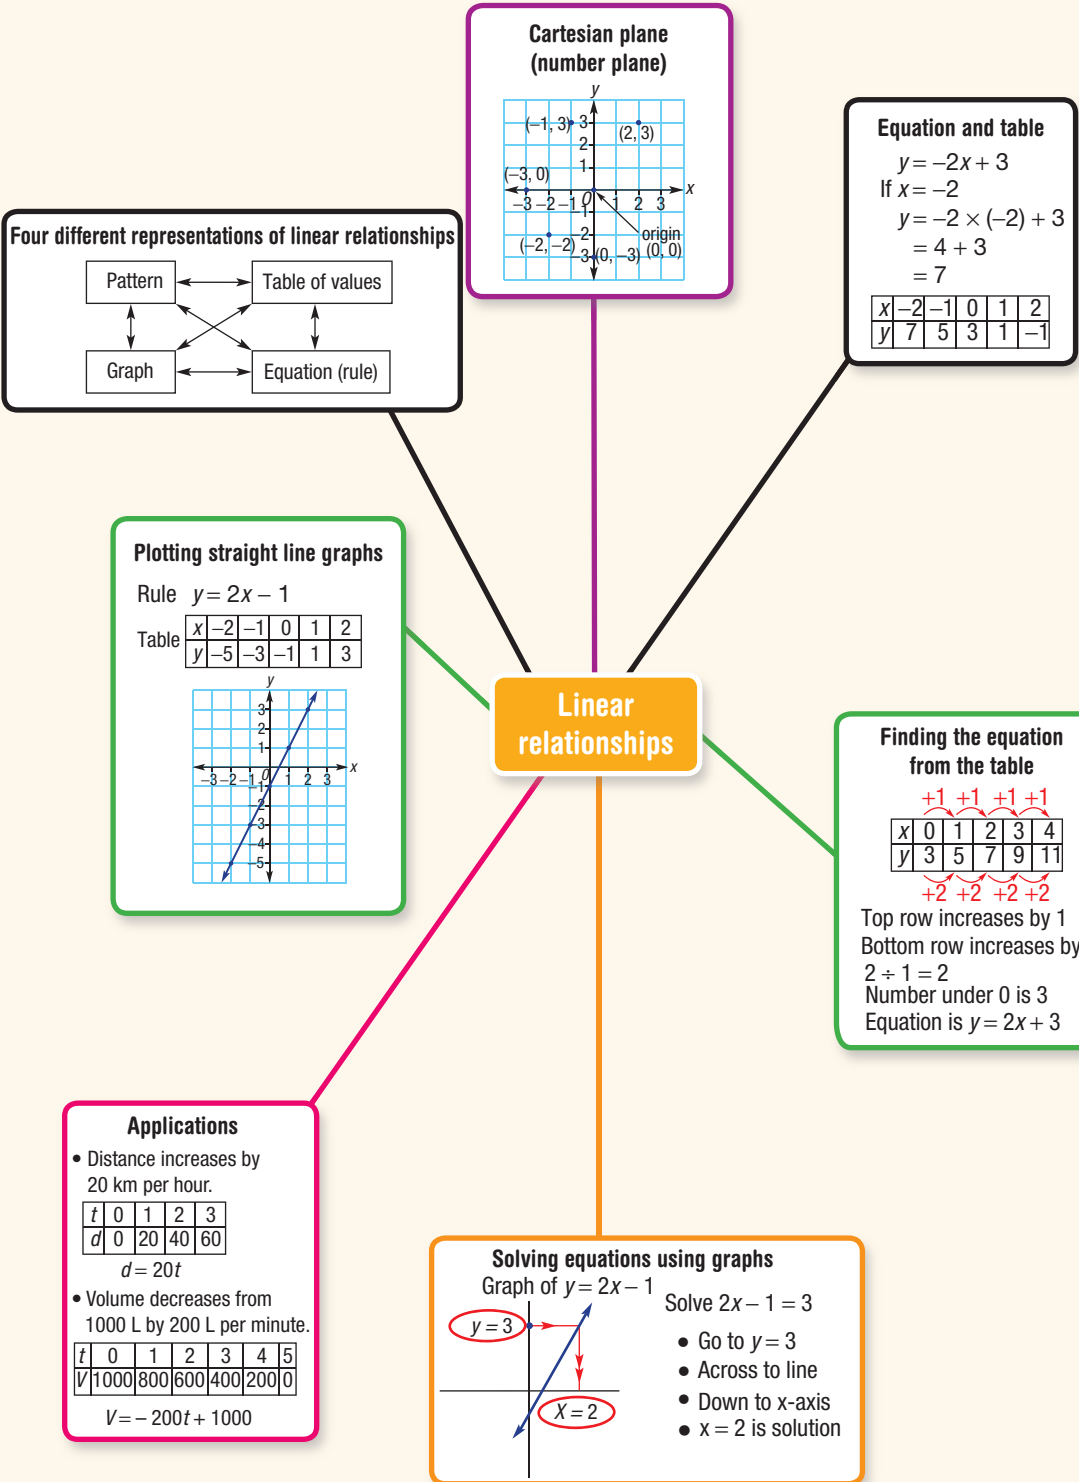 Cartesian plane
(number plane)
y
(–1, 3) 3
(2, 3)
2
1
(–3, 0)
x
–3 –2 –1 0 1 2 3
–1
origin
(–2, –2) –2
(0, 0)
–3 (0, –3)
Equation and table
y = –2x + 3
If x = –2
y = –2 × (–2) + 3
= 4 + 3
= 7
x –2 –1 0 1 2
y 7 5 3 1 –1
Four different representations of linear relationships
Pattern Table of values
Graph Equation (rule)
Plotting straight line graphs
Rule y = 2x – 1
Table
x –2 –1 0 1 2
y –5 –3 –1 1 3
y
3
2
1
x
–3 –2 –1 0 1 2 3
–1
–2
–3
–4
–5
Linear
relationships
Finding the equation
from the table
+1 +1 +1 +1
x 0 1 2 3 4
y 3 5 7 9 11
+2 +2 +2 +2
Top row increases by 1
Bottom row increases by
2 ÷ 1 = 2
Number under 0 is 3
Equation is y = 2x + 3
Applications
• Distance increases by
20 km per hour.
t 0 1 2 3
d 0 20 40 60
d = 20t
• Volume decreases from
1000 L by 200 L per minute.
t 0 1 2 3 4 5
V 1000 800 600 400 200 0
V = – 200t + 1000
Solving equations using graphs
Graph of y = 2x – 1
y = 3
X = 2
Solve 2x – 1 = 3
• Go to y = 3
• Across to line
• Down to x-axis
• x = 2 is solution